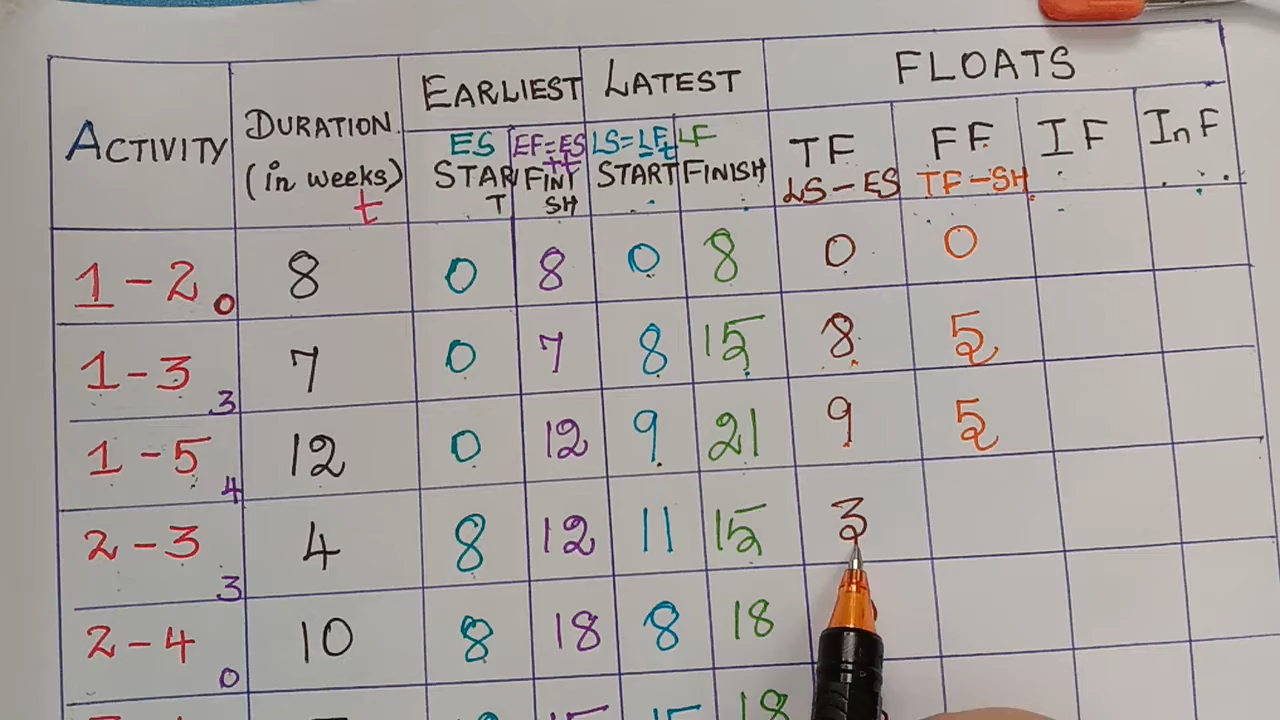 ACTIVITY DURATION (in weeks) t EARLIEST LATEST FLOATS
ES START EF=ES+t FINISH LS=LF-t START LF FINISH TF LS-ES FF TF-SH IF InF
1-2 0 8 0 8 0 8 0 0
1-3 3 7 0 7 8 15 8 5
1-5 4 12 0 12 9 21 9 5
2-3 3 4 8 12 11 15 3
2-4 0 10 8 18 8 18
18